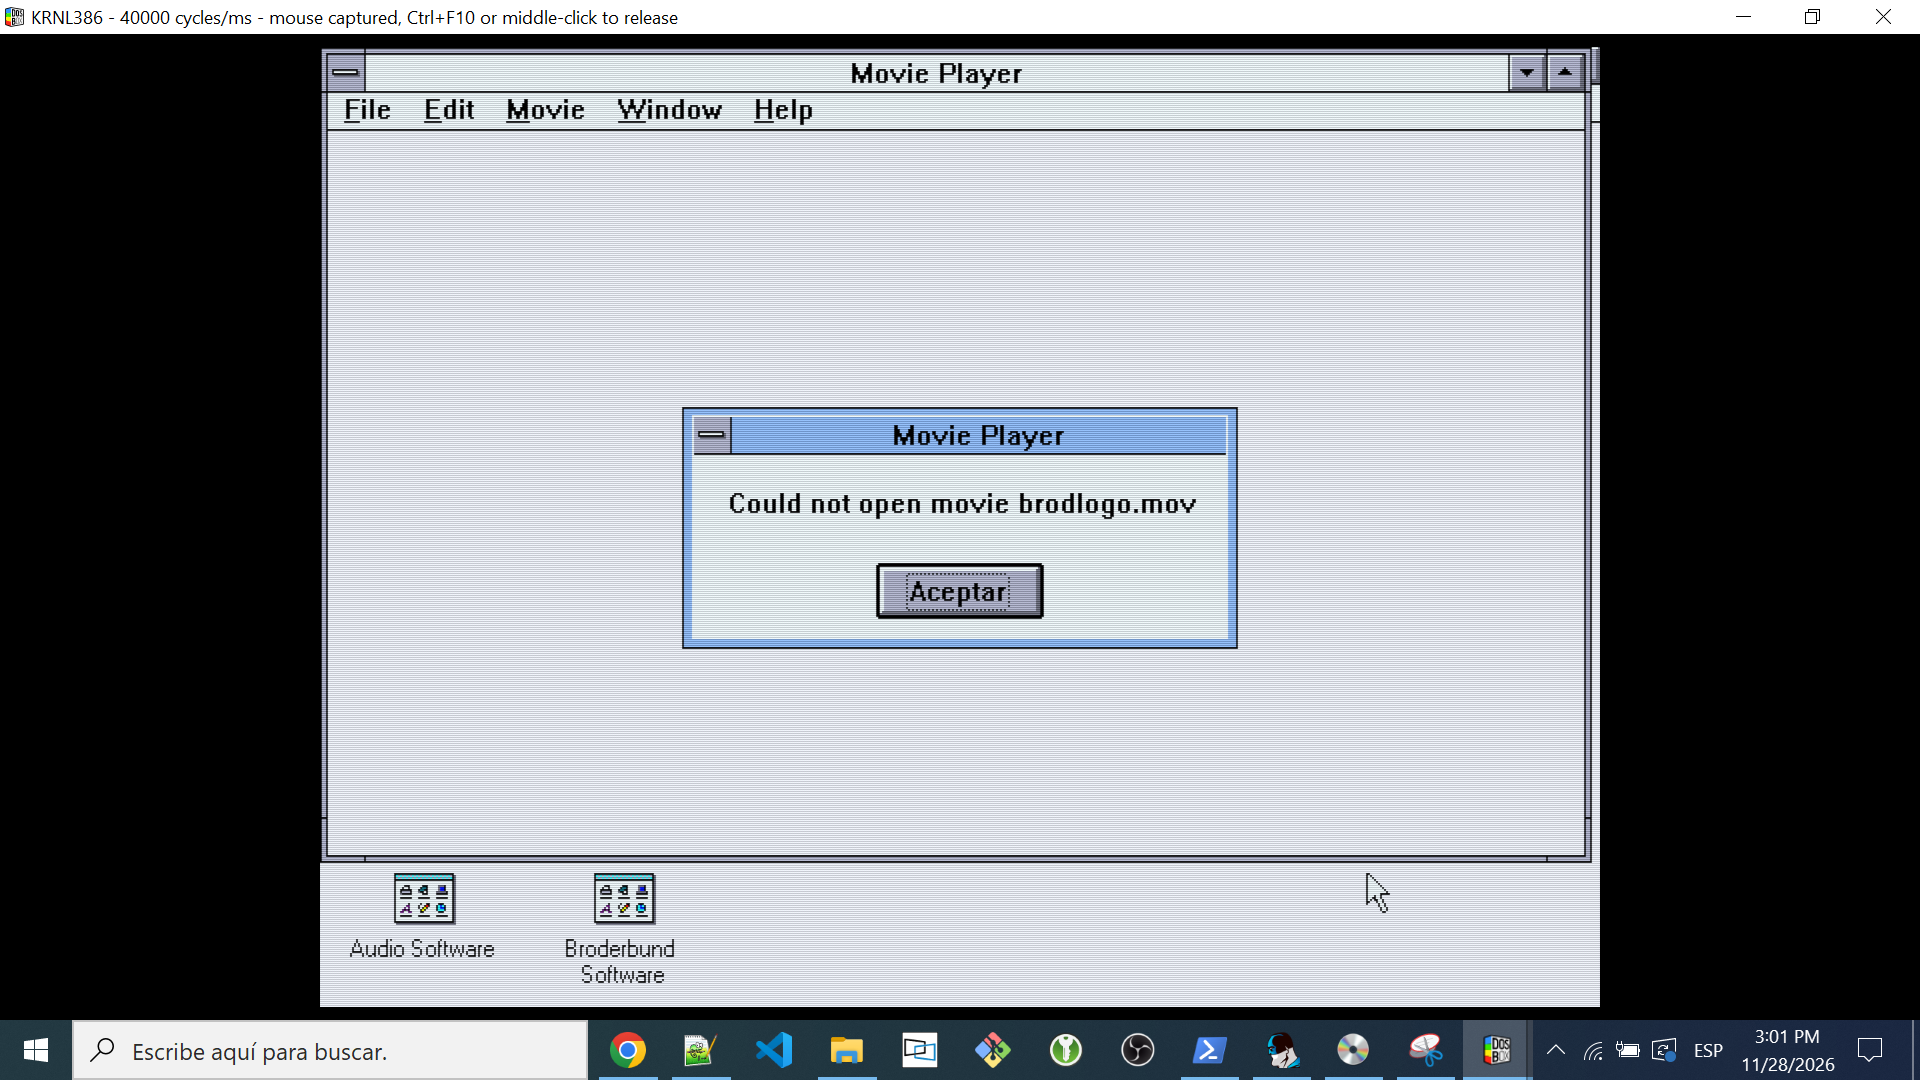 KRNL386 - 40000 cycles/ms - mouse captured, Ctrl+F10 or middle-click to release
Movie Player
File Edit Movie Window Help
Movie Player
Could not open movie brodlogo.mov
Aceptar
Audio Software
Broderbund
Software
Escribe aquí para buscar.
DOS
BOX
ESP
3:01 PM
11/28/2026